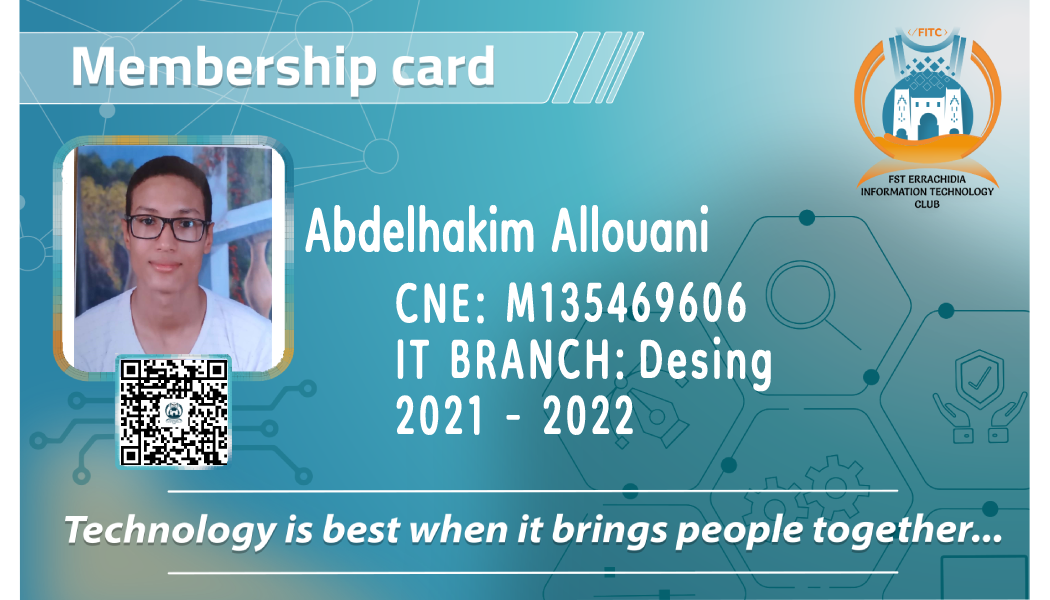 Membership card
</FITC>
FST ERRACHIDIA
INFORMATION TECHNOLOGY
CLUB
Abdelhakim Allouani
CNE: M135469606
IT BRANCH: Desing
2021 - 2022
Technology is best when it brings people together...